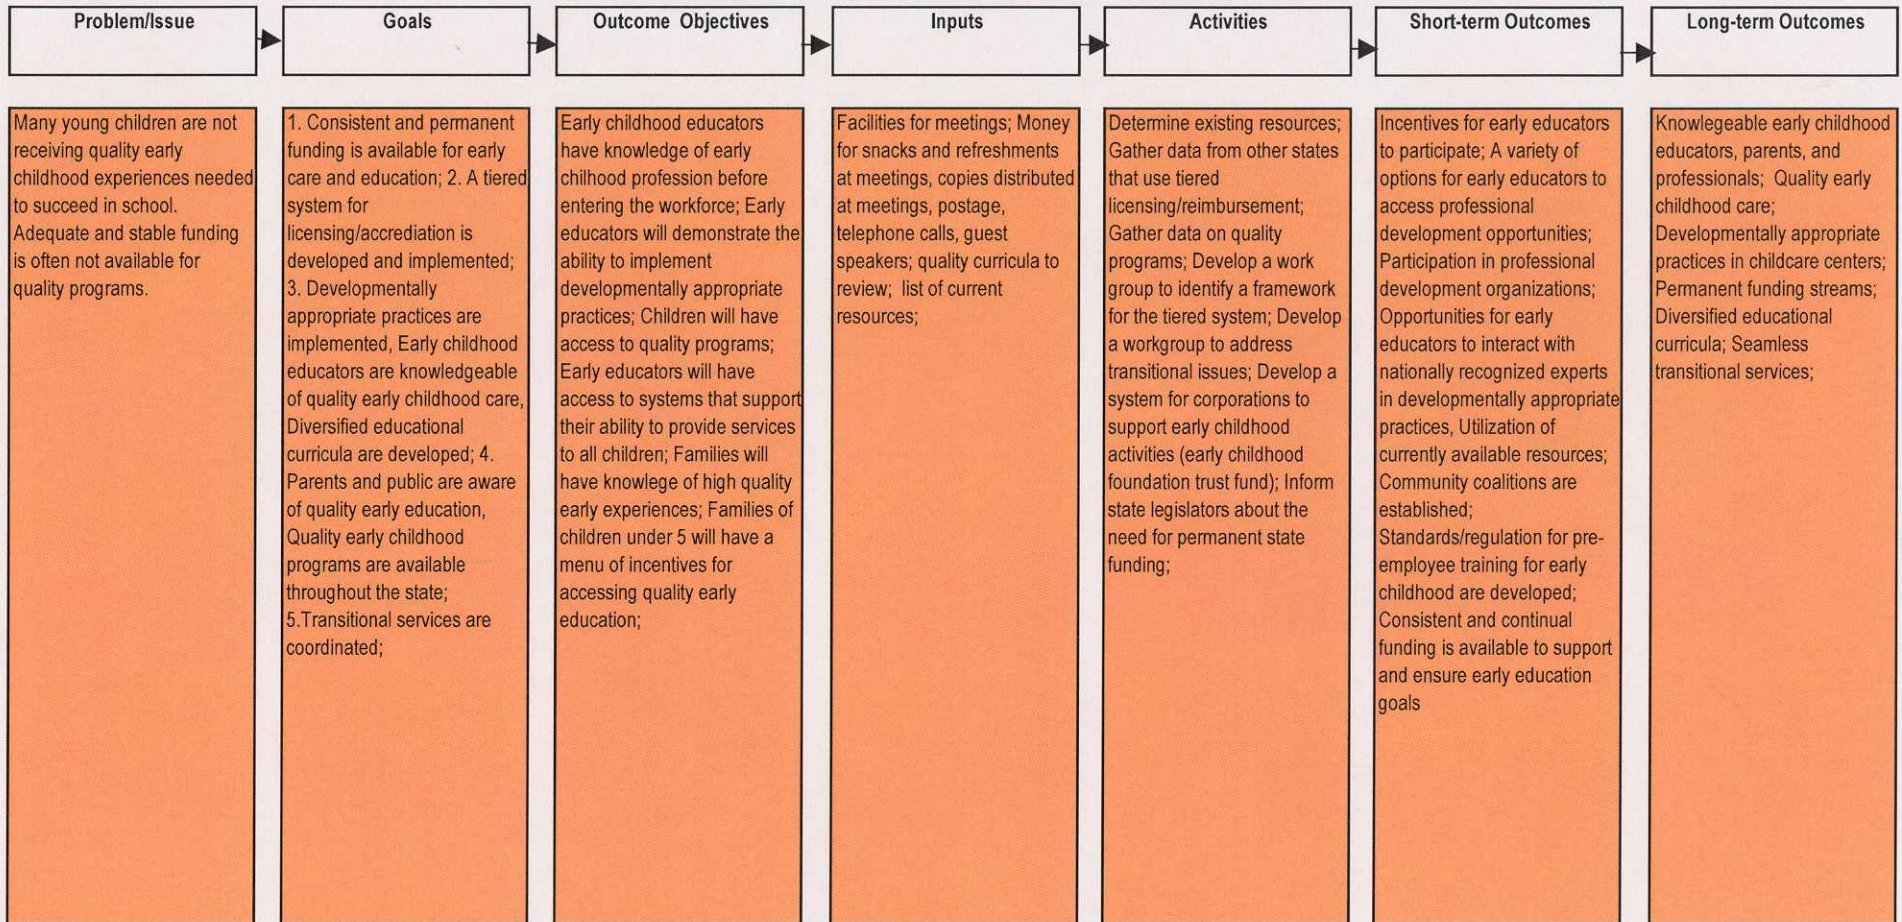 Problem/Issue
Goals
Outcome Objectives
Inputs
Activities
Short-term Outcomes
Long-term Outcomes
Many young children are not
receiving quality early
childhood experiences needed
to succeed in school.
Adequate and stable funding
is often not available for
quality programs.
1. Consistent and permanent
funding is available for early
care and education; 2. A tiered
system for
licensing/accrediation is
developed and implemented;
3. Developmentally
appropriate practices are
implemented, Early childhood
educators are knowledgeable
of quality early childhood care,
Diversified educational
curricula are developed; 4.
Parents and public are aware
of quality early education,
Quality early childhood
programs are available
throughout the state;
5.Transitional services are
coordinated;
Early childhood educators
have knowledge of early
chilhood profession before
entering the workforce; Early
educators will demonstrate the
ability to implement
developmentally appropriate
practices; Children will have
access to quality programs;
Early educators will have
access to systems that support
their ability to provide services
to all children; Families will
have knowlege of high quality
early experiences; Families of
children under 5 will have a
menu of incentives for
accessing quality early
education;
Facilities for meetings; Money
for snacks and refreshments
at meetings, copies distributed
at meetings, postage,
telephone calls, guest
speakers; quality curricula to
review; list of current
resources;
Determine existing resources;
Gather data from other states
that use tiered
licensing/reimbursement;
Gather data on quality
programs; Develop a work
group to identify a framework
for the tiered system; Develop
a workgroup to address
transitional issues; Develop a
system for corporations to
support early childhood
activities (early childhood
foundation trust fund); Inform
state legislators about the
need for permanent state
funding;
Incentives for early educators
to participate; A variety of
options for early educators to
access professional
development opportunities;
Participation in professional
development organizations;
Opportunities for early
educators to interact with
nationally recognized experts
in developmentally appropriate
practices, Utilization of
currently available resources;
Community coalitions are
established;
Standards/regulation for pre-
employee training for early
childhood are developed;
Consistent and continual
funding is available to support
and ensure early education
goals
Knowlegeable early childhood
educators, parents, and
professionals; Quality early
childhood care;
Developmentally appropriate
practices in childcare centers;
Permanent funding streams;
Diversified educational
curricula; Seamless
transitional services;